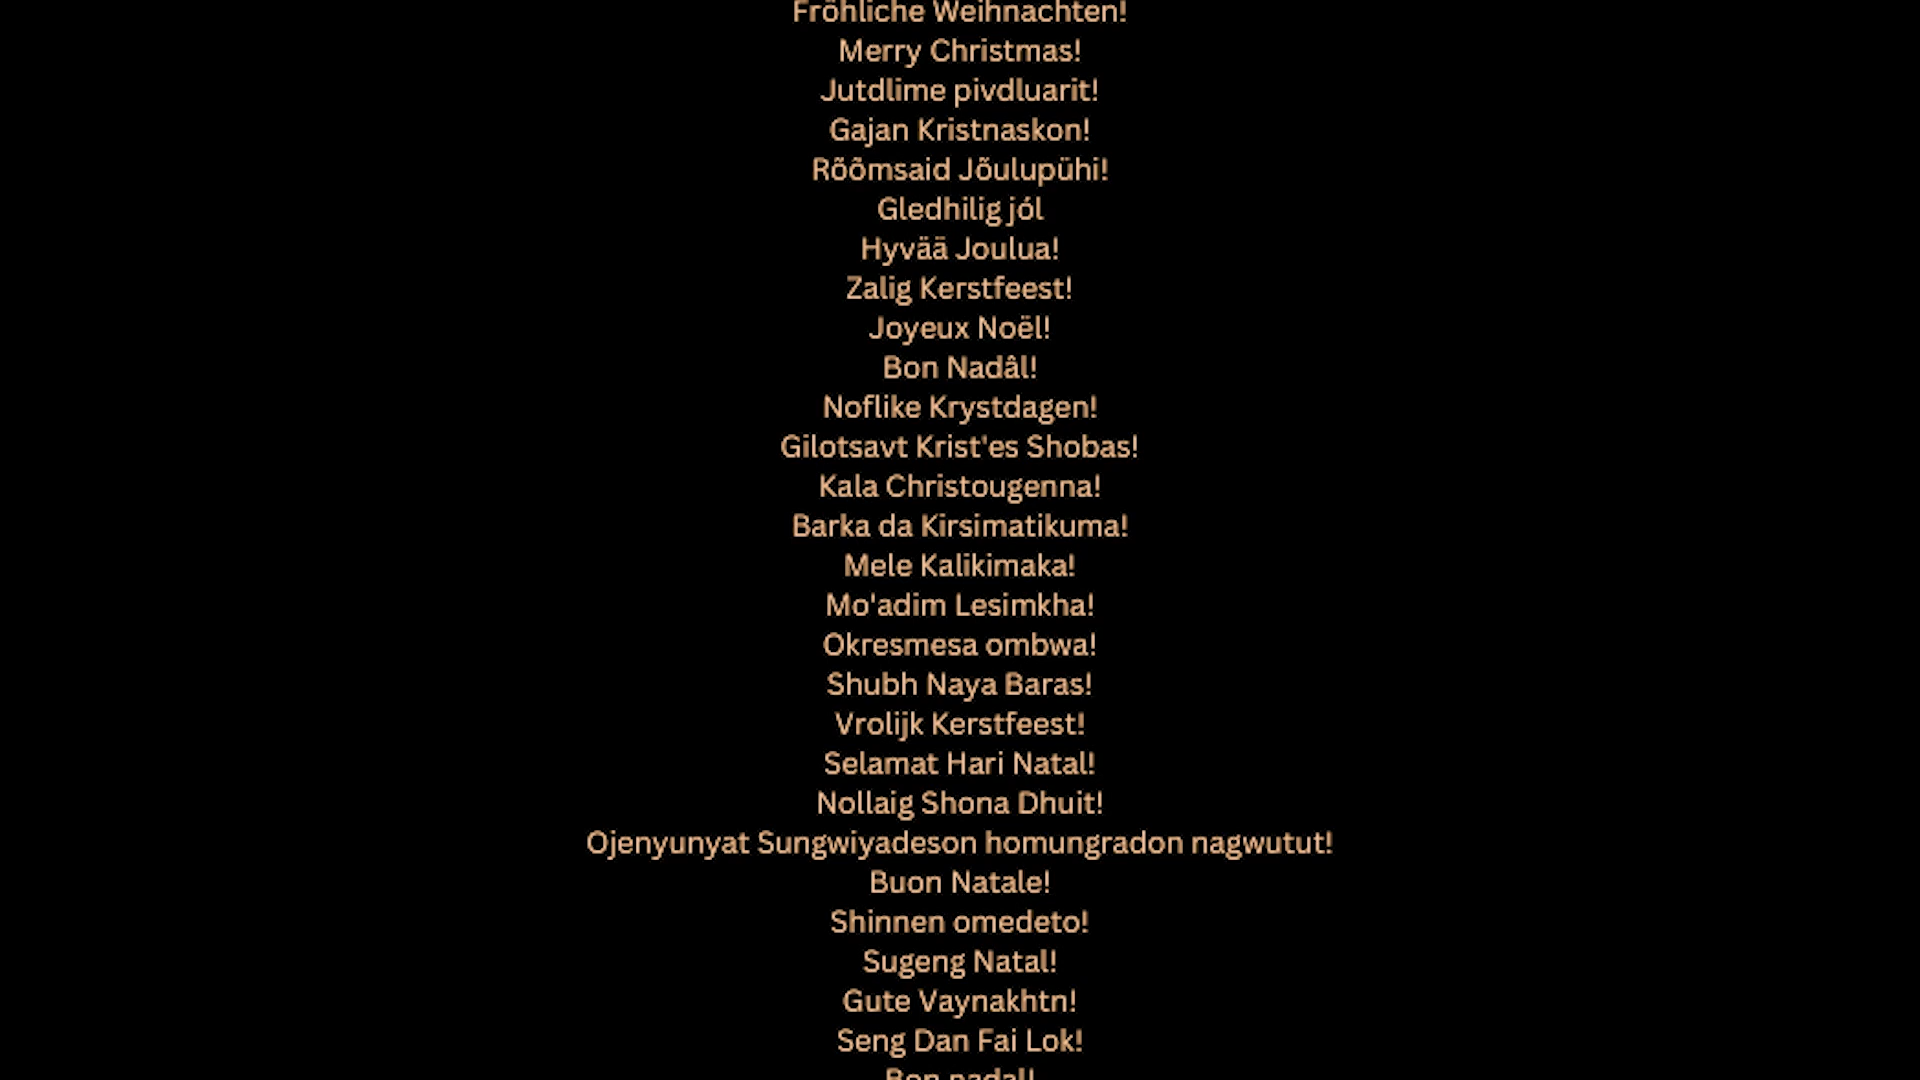 Fröhliche Weihnachten!
Merry Christmas!
Jutdlime pivdluarit!
Gajan Kristnaskon!
Rõõmsaid Jõulupühi!
Gledhilig jól
Hyvää Joulua!
Zalig Kerstfeest!
Joyeux Noël!
Bon Nadâl!
Noflike Krystdagen!
Gilotsavt Krist'es Shobas!
Kala Christougenna!
Barka da Kirsimatikuma!
Mele Kalikimaka!
Mo'adim Lesimkha!
Okresmesa ombwa!
Shubh Naya Baras!
Vrolijk Kerstfeest!
Selamat Hari Natal!
Nollaig Shona Dhuit!
Ojenyunyat Sungwiyadeson homungradon nagwutut!
Buon Natale!
Shinnen omedeto!
Sugeng Natal!
Gute Vaynakhtn!
Seng Dan Fai Lok!
Bon nadal!